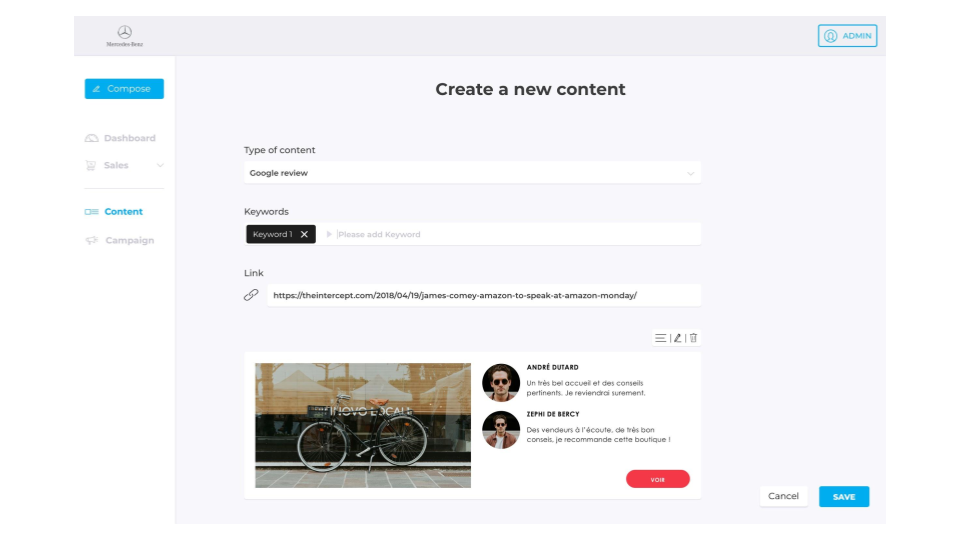 Mercedes-Benz
ADMIN
Compose
Create a new content
Dashboard
Sales
Content
Campaign
Type of content
Google review
Keywords
Keyword 1
Please add Keyword
Link
https://theintercept.com/2018/04/19/james-comey-amazon-to-speak-at-amazon-monday/
NUOVO LOCALE
ANDRÉ DUTARD
Un très bel accueil et des conseils
pertinents. Je reviendrai surement.
ZEPHI DE BERCY
Des vendeurs à l'écoute, de très bon
conseis, je recommande cette boutique !
VOIR
Cancel
SAVE